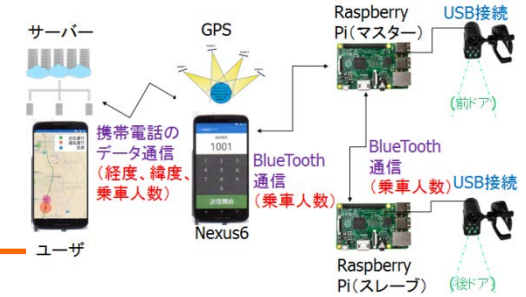 サーバー
GPS
Raspberry
Pi(マスター)
USB接続
(前ドア)
携帯電話の
データ通信
(経度、緯度、
乗車人数)
1001
送信開始
BlueTooth
通信
(乗車人数)
BlueTooth
通信
(乗車人数)
USB接続
ユーザ
Nexus6
Raspberry
Pi(スレーブ)
(後ドア)